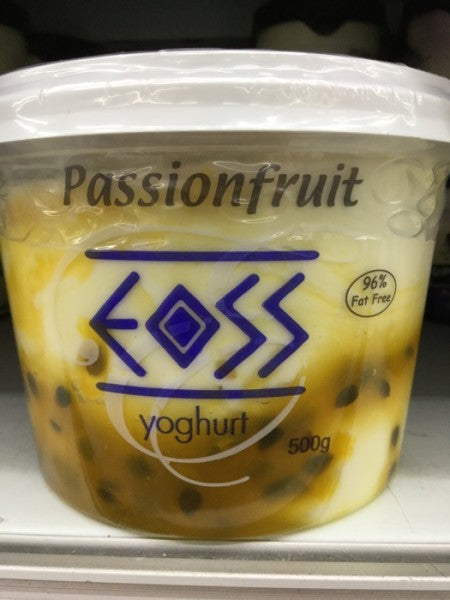 Passionfruit
EOSS
96%
Fat Free
yoghurt
500g